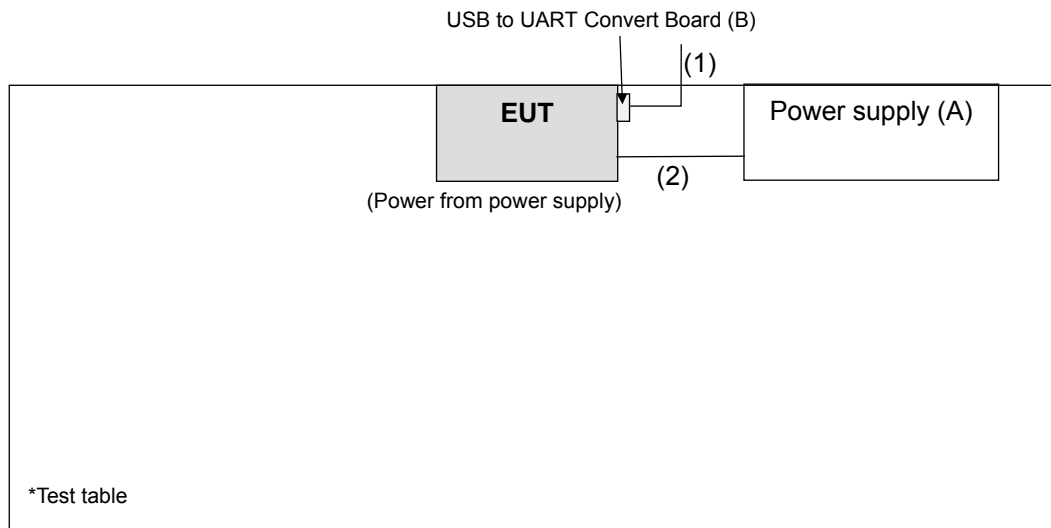 USB to UART Convert Board (B)
(1)
EUT
Power supply (A)
(2)
(Power from power supply)
*Test table